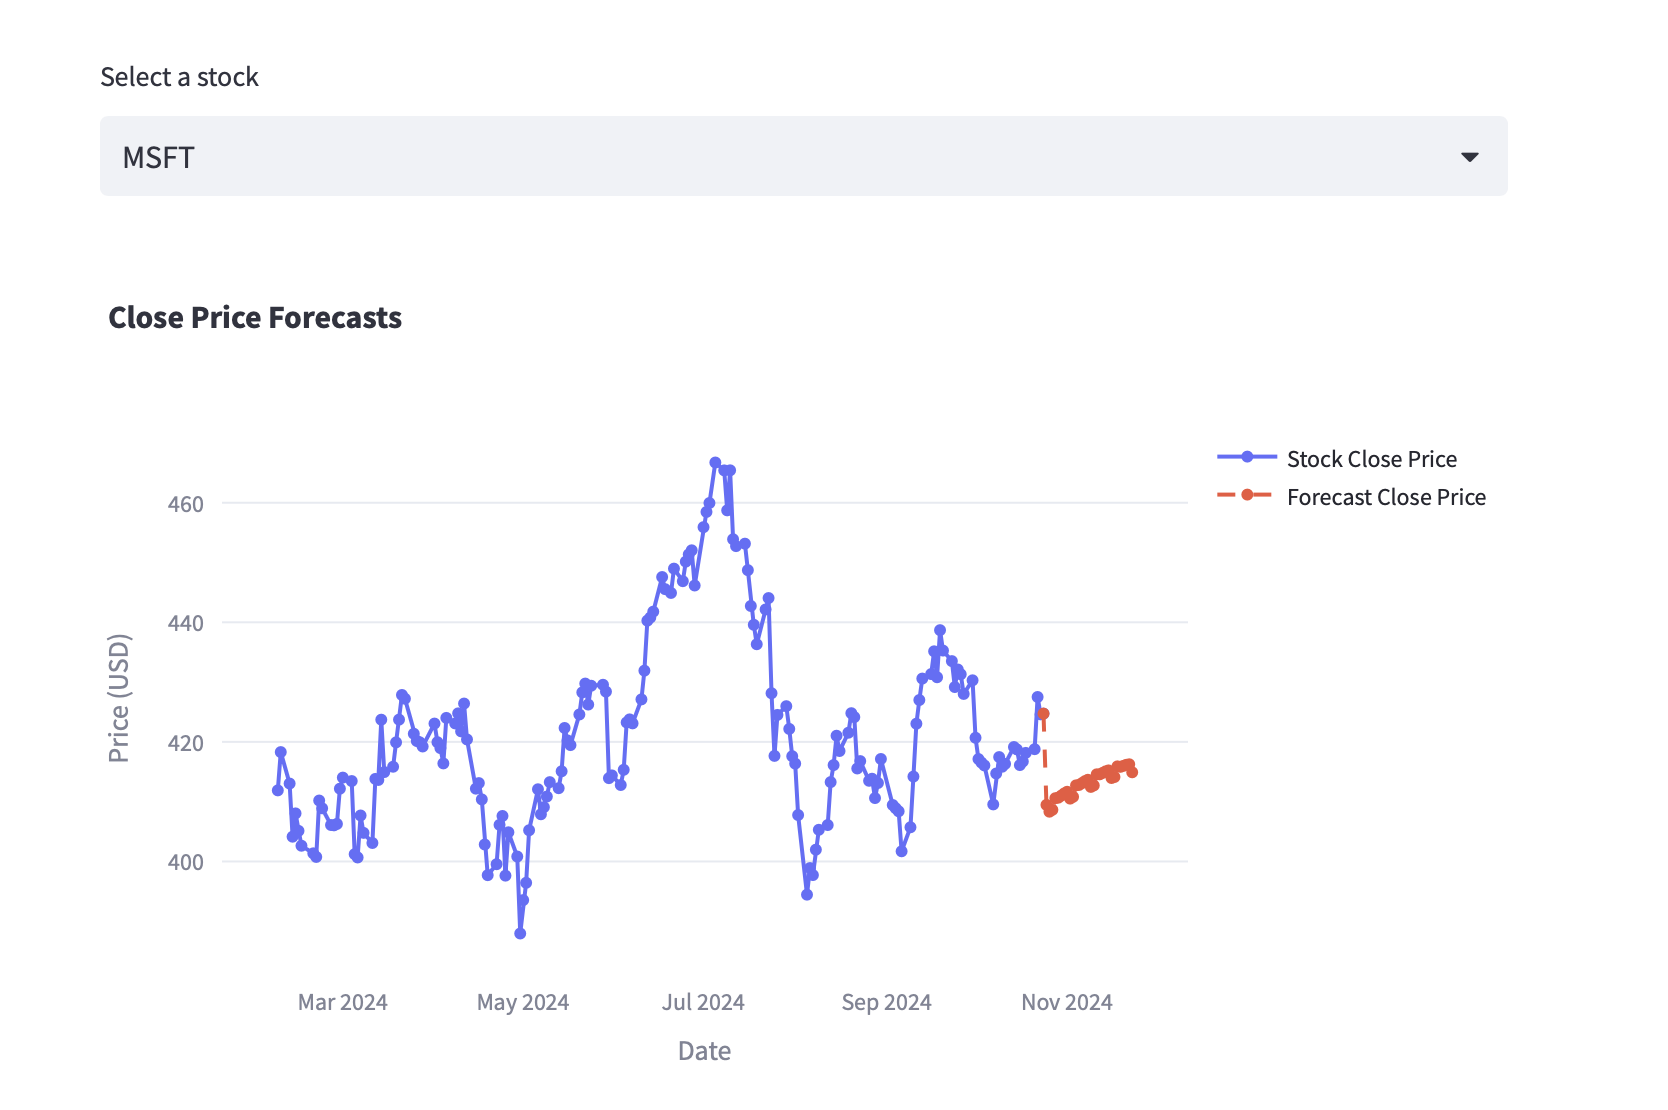 Select a stock
MSFT
Close Price Forecasts
Stock Close Price
Forecast Close Price
460
440
420
400
Price (USD)
Mar 2024
May 2024
Jul 2024
Sep 2024
Nov 2024
Date